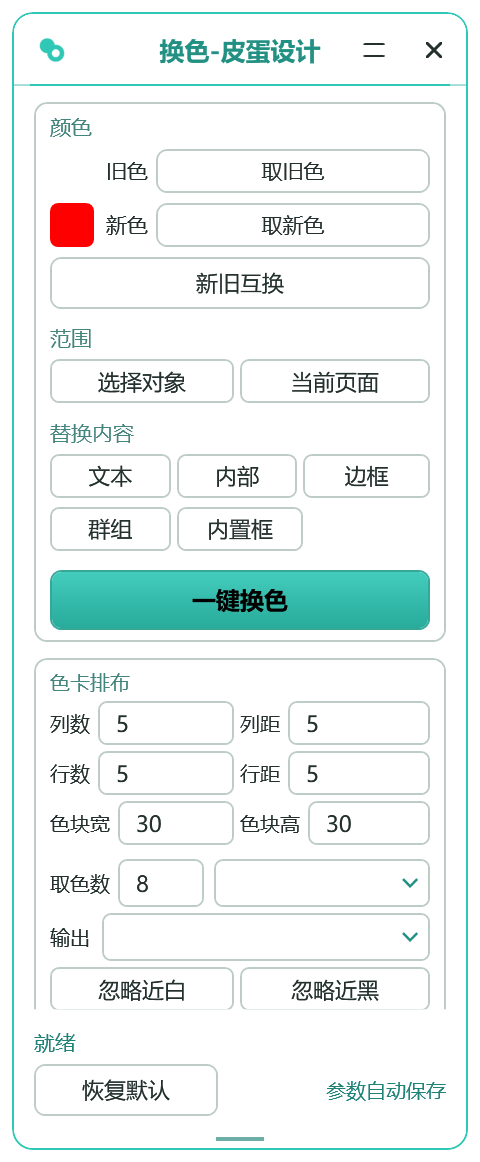 换色-皮蛋设计
颜色
旧色 取旧色
新色 取新色
新旧互换
范围
选择对象 当前页面
替换内容
文本 内部 边框
群组 内置框
一键换色
色卡排布
列数 5 列距 5
行数 5 行距 5
色块宽 30 色块高 30
取色数 8
输出
忽略近白 忽略近黑
就绪
恢复默认 参数自动保存